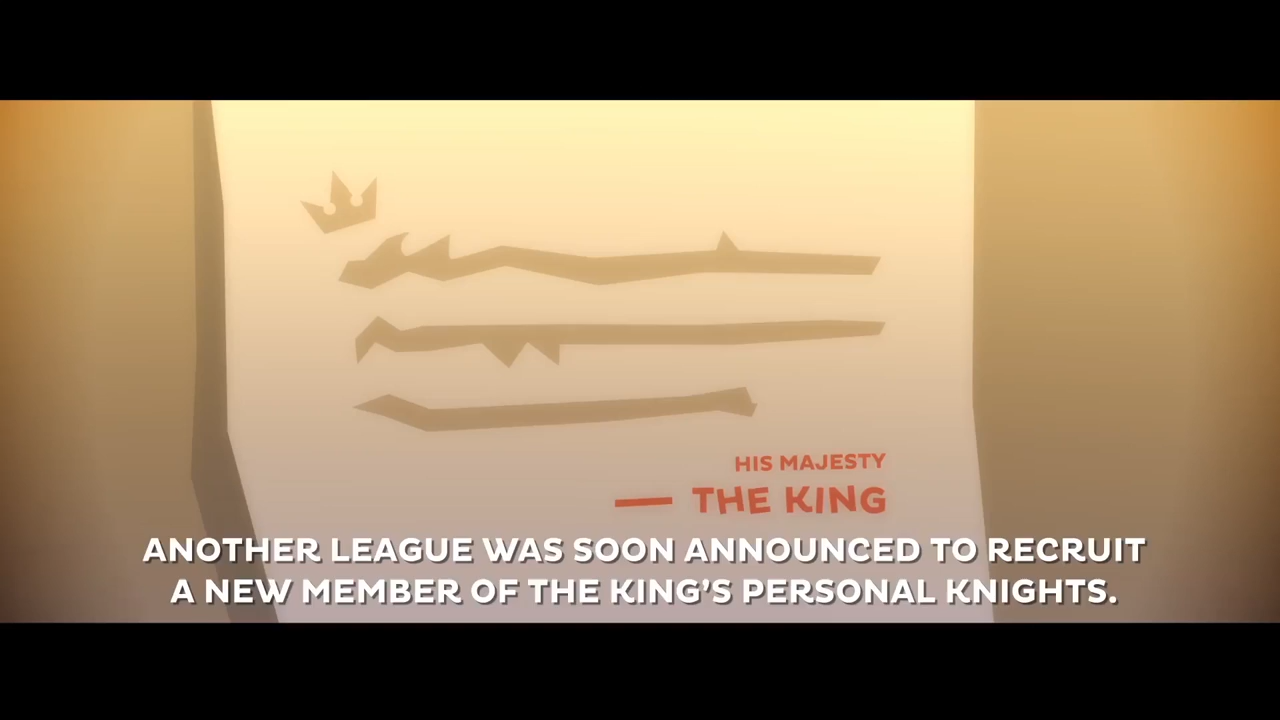 HIS MAJESTY
— THE KING
ANOTHER LEAGUE WAS SOON ANNOUNCED TO RECRUIT
A NEW MEMBER OF THE KING'S PERSONAL KNIGHTS.